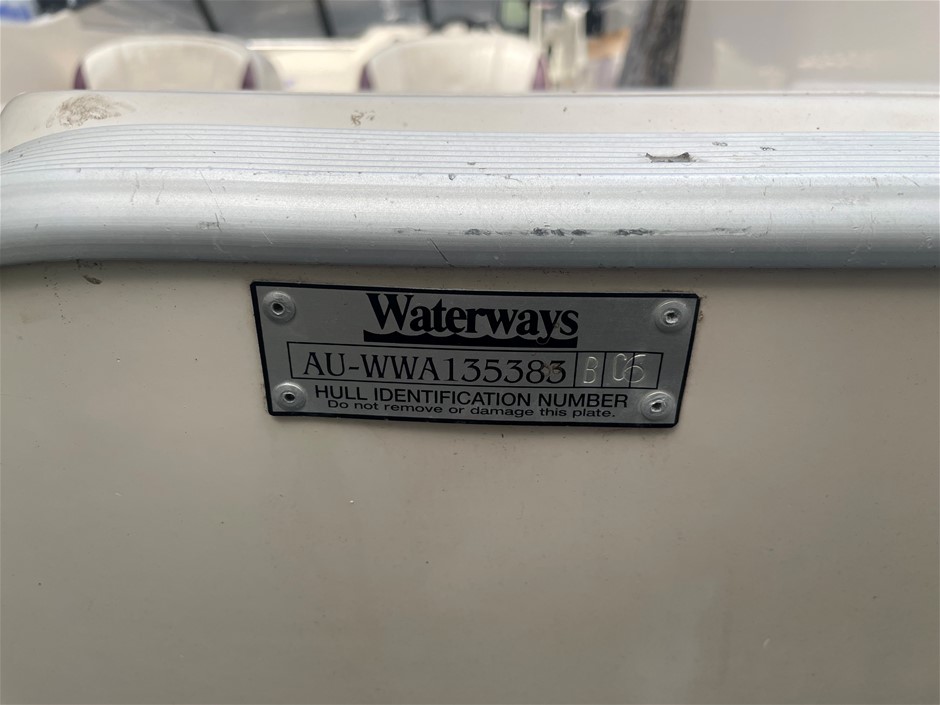 Waterways
AU-WWA135383 B 05
HULL IDENTIFICATION NUMBER
Do not remove or damage this plate.